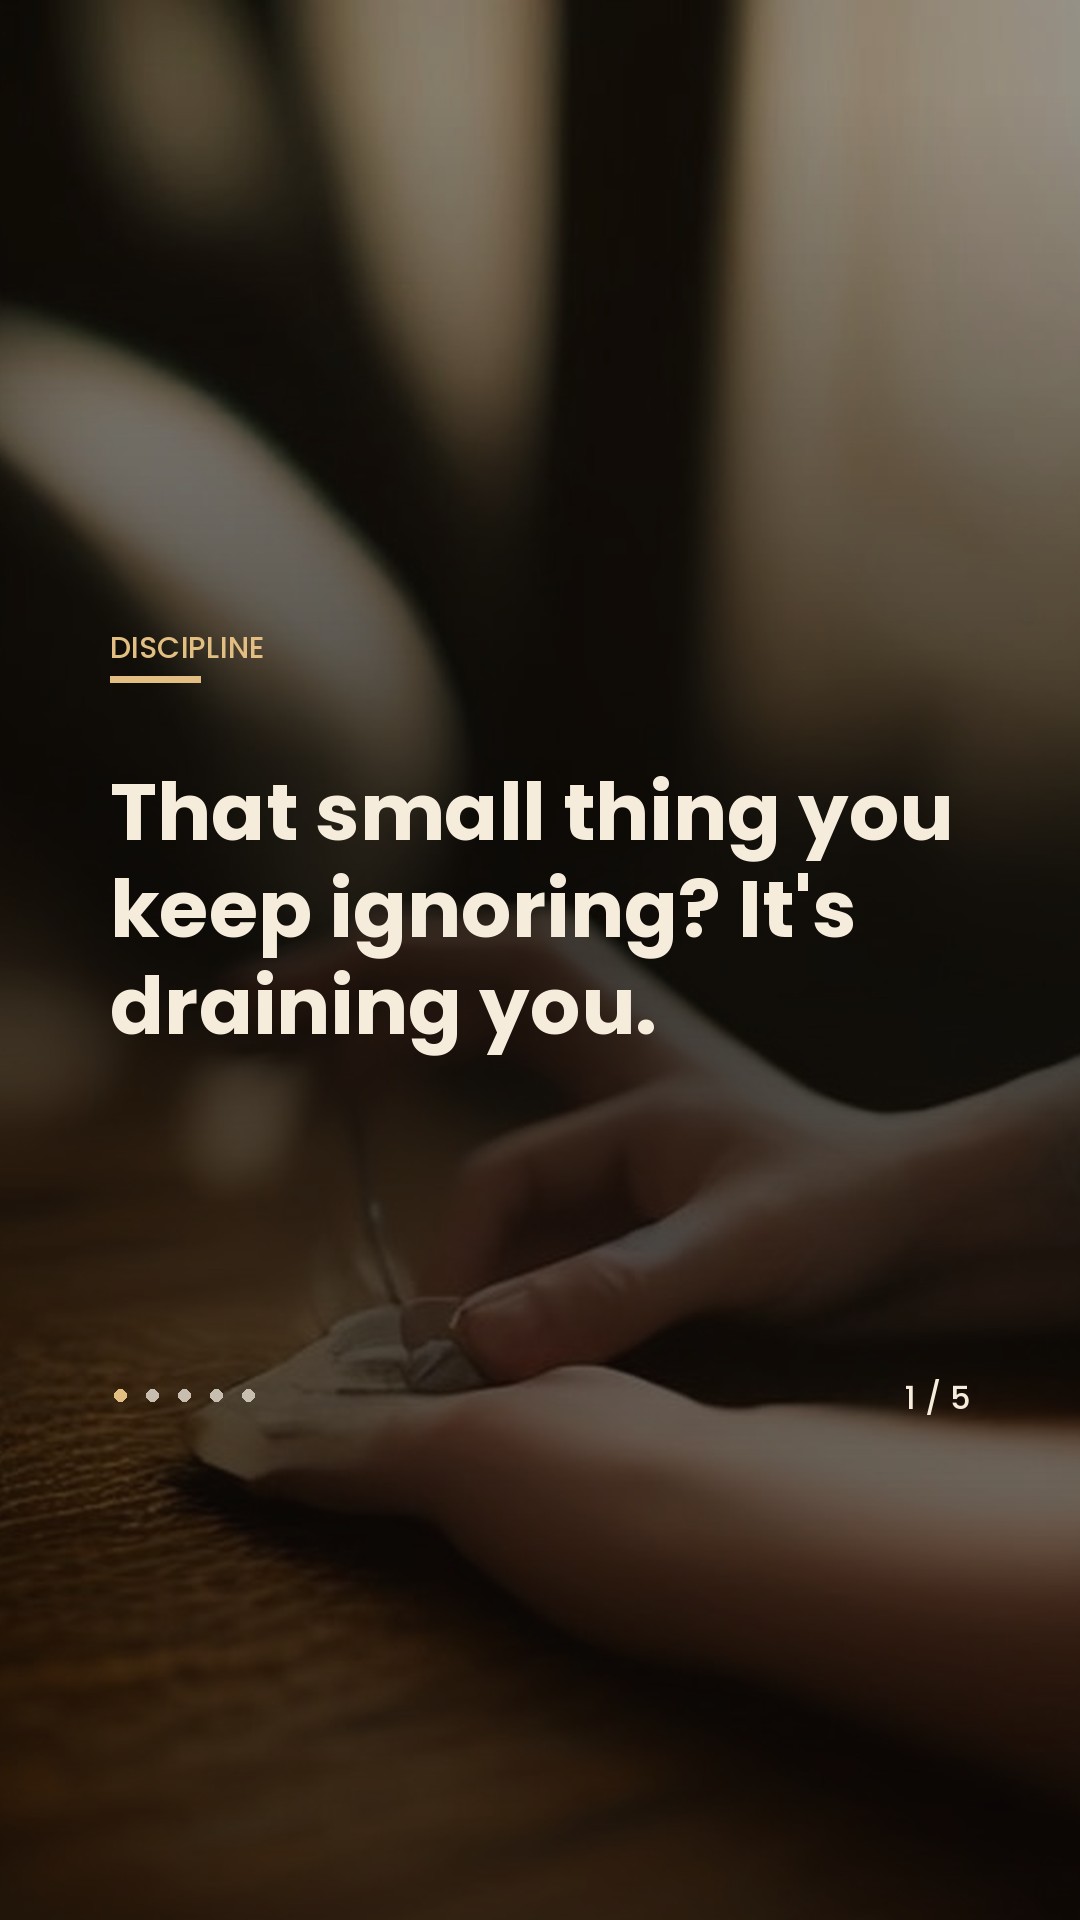 DISCIPLINE
That small thing you
keep ignoring? It's
draining you.
1 / 5